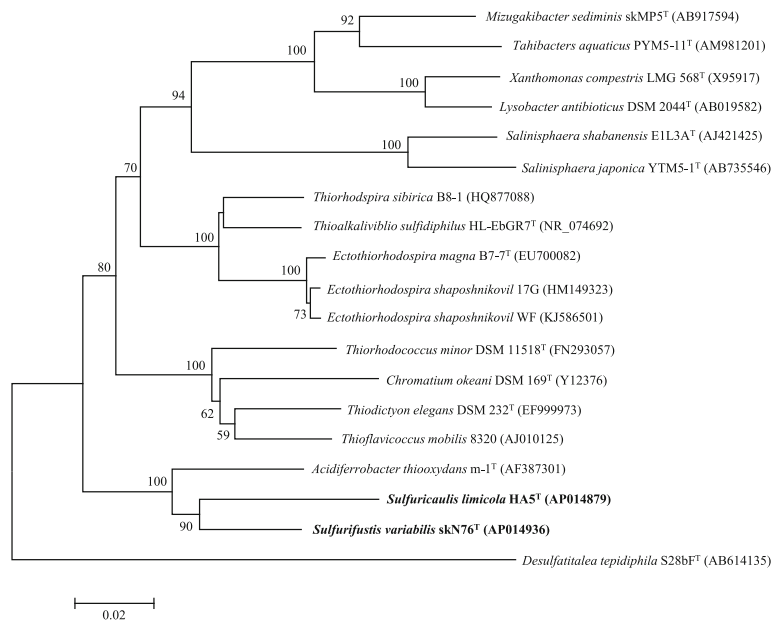 92
Mizugakibacter sediminis skMP5ᵀ (AB917594)
Tahibacters aquaticus PYM5-11ᵀ (AM981201)
100
100
Xanthomonas compestris LMG 568ᵀ (X95917)
Lysobacter antibioticus DSM 2044ᵀ (AB019582)
94
100
Salinisphaera shabanensis E1L3Aᵀ (AJ421425)
Salinisphaera japonica YTM5-1ᵀ (AB735546)
70
Thiorhodspira sibirica B8-1 (HQ877088)
100
Thioalkaliviblio sulfidiphilus HL-EbGR7ᵀ (NR_074692)
100
Ectothiorhodospira magna B7-7ᵀ (EU700082)
Ectothiorhodospira shaposhnikovil 17G (HM149323)
73
Ectothiorhodospira shaposhnikovil WF (KJ586501)
80
100
Thiorhodococcus minor DSM 11518ᵀ (FN293057)
Chromatium okeani DSM 169ᵀ (Y12376)
62
Thiodictyon elegans DSM 232ᵀ (EF999973)
59
Thioflavicoccus mobilis 8320 (AJ010125)
Acidiferrobacter thiooxydans m-1ᵀ (AF387301)
100
Sulfuricaulis limicola HA5ᵀ (AP014879)
90
Sulfurifustis variabilis skN76ᵀ (AP014936)
Desulfatitalea tepidiphila S28bFᵀ (AB614135)
0.02